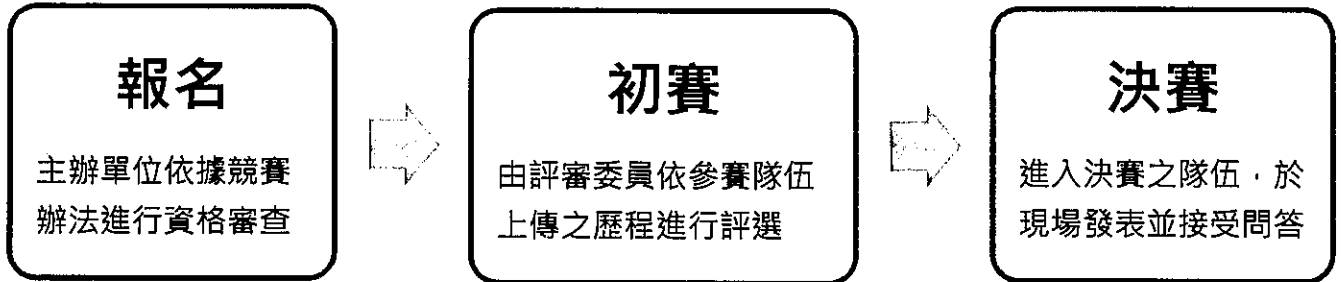 報名
主辦單位依據競賽
辦法進行資格審查
初賽
由評審委員依參賽隊伍
上傳之歷程進行評選
決賽
進入決賽之隊伍，於
現場發表並接受問答